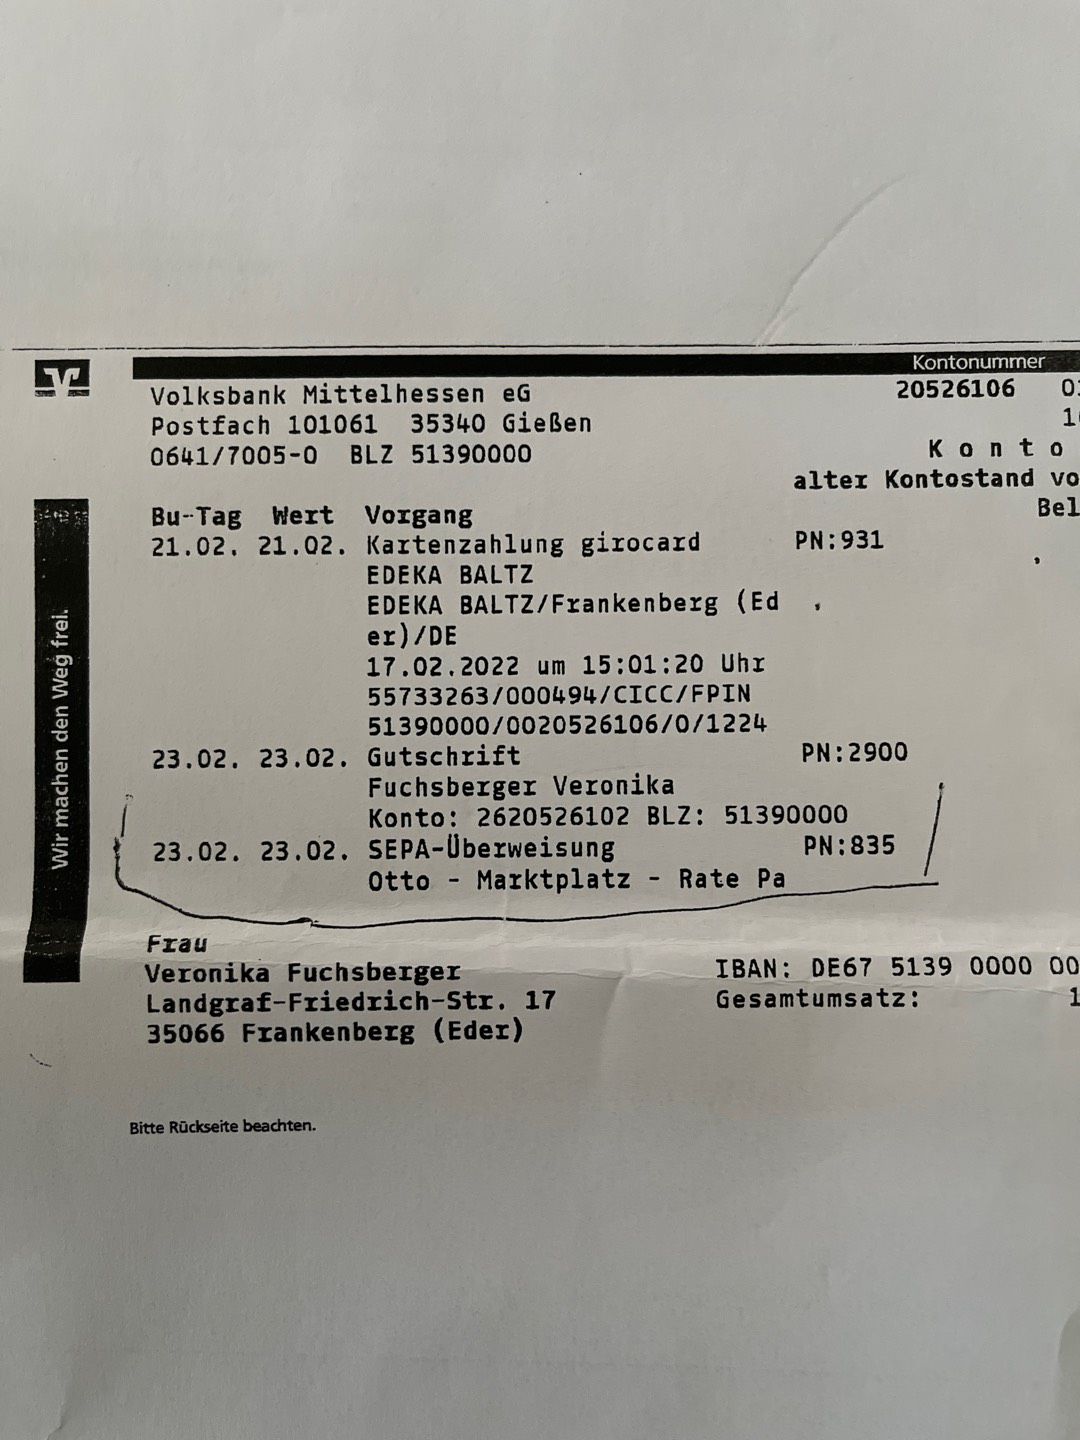 Kontonummer
Volksbank Mittelhessen eG 20526106
Postfach 101061 35340 Gießen
0641/7005-0 BLZ 51390000 Konto
alter Kontostand vo
Bel
Bu-Tag Wert Vorgang
21.02. 21.02. Kartenzahlung girocard PN:931
EDEKA BALTZ
EDEKA BALTZ/Frankenberg (Ed
er)/DE
17.02.2022 um 15:01:20 Uhr
55733263/000494/CICC/FPIN
51390000/0020526106/0/1224
23.02. 23.02. Gutschrift PN:2900
Fuchsberger Veronika
Konto: 2620526102 BLZ: 51390000
23.02. 23.02. SEPA-Überweisung PN:835
Otto - Marktplatz - Rate Pa
Wir machen den Weg frei.
Frau
Veronika Fuchsberger IBAN: DE67 5139 0000 00
Landgraf-Friedrich-Str. 17 Gesamtumsatz: 1
35066 Frankenberg (Eder)
Bitte Rückseite beachten.